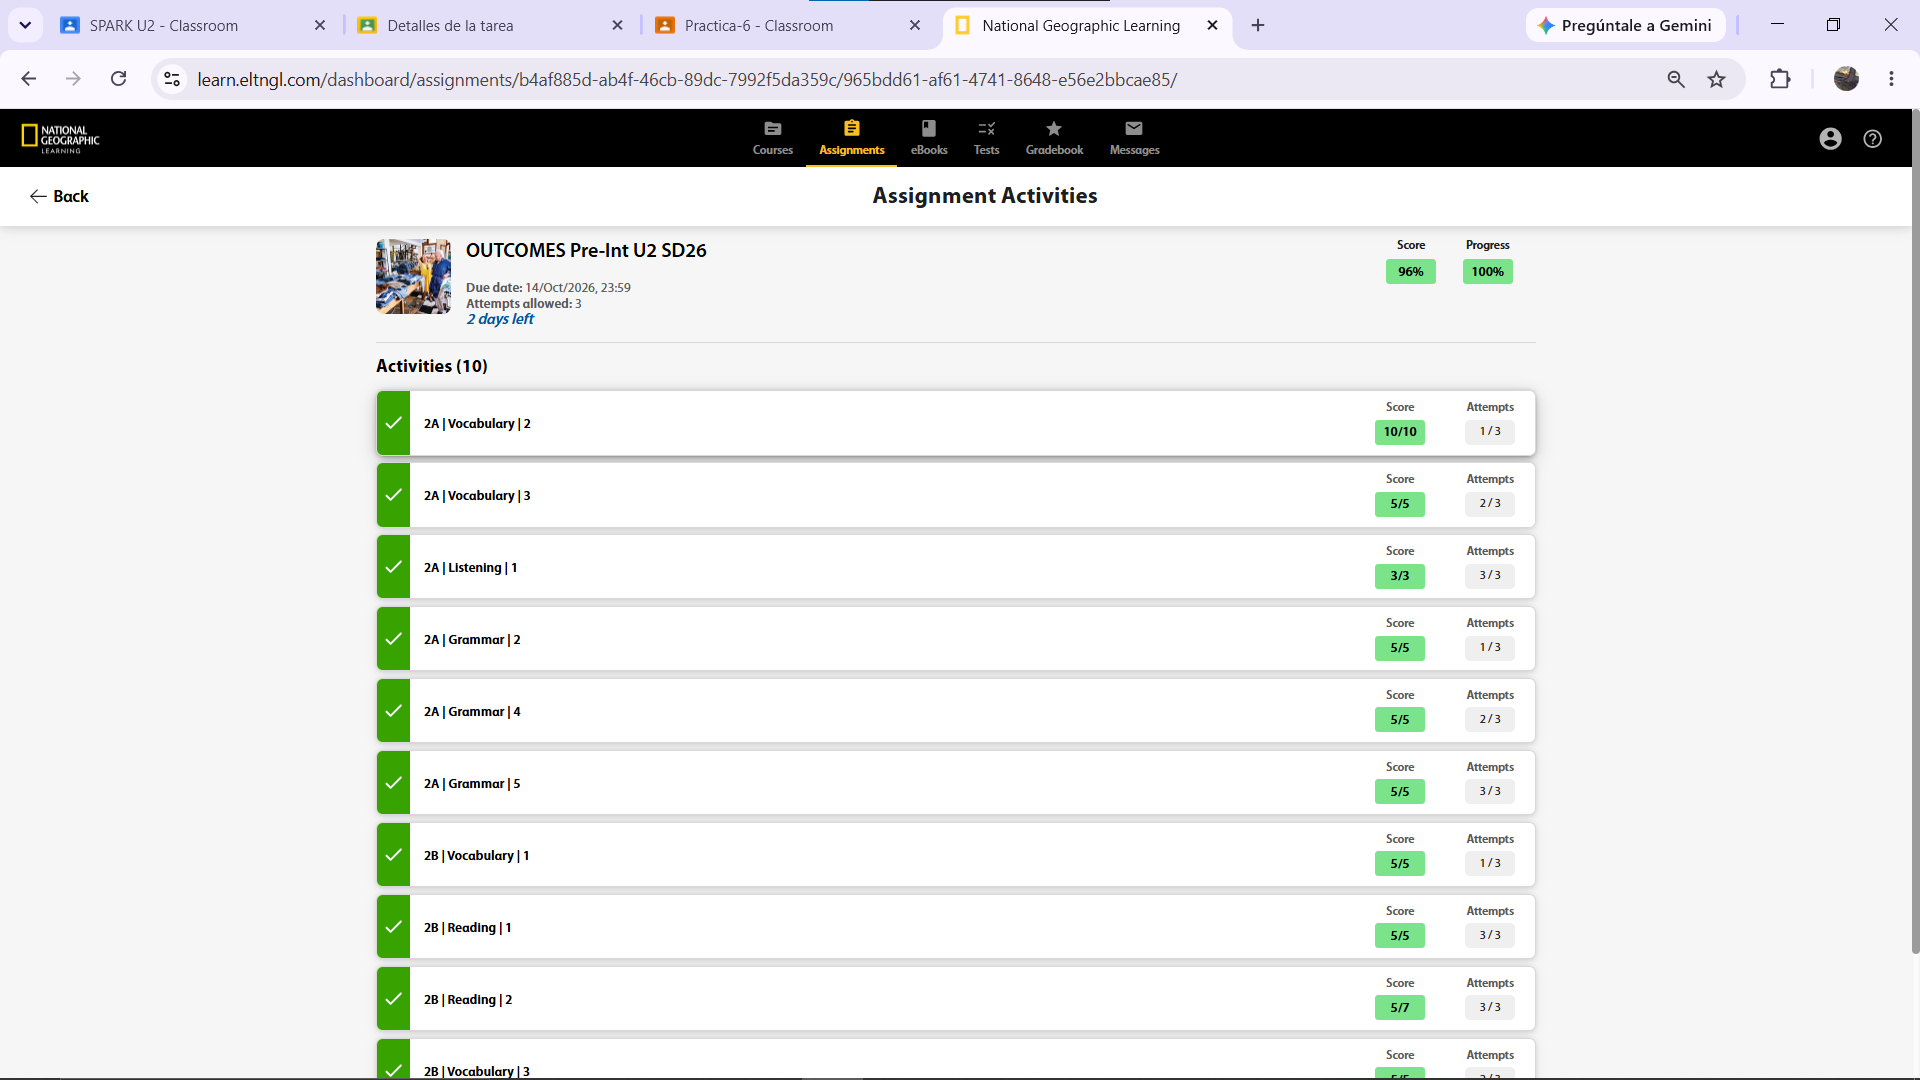 SPARK U2 - Classroom
Detalles de la tarea
Practica-6 - Classroom
National Geographic Learning
Pregúntale a Gemini
learn.eltngl.com/dashboard/assignments/b4af885d-ab4f-46cb-89dc-7992f5da359c/965bdd61-af61-4741-8648-e56e2bbcae85/
NATIONAL
GEOGRAPHIC
LEARNING
Courses
Assignments
eBooks
Tests
Gradebook
Messages
Back
Assignment Activities
OUTCOMES Pre-Int U2 SD26
Due date: 14/Oct/2026, 23:59
Attempts allowed: 3
2 days left
Score
96%
Progress
100%
Activities (10)
2A | Vocabulary | 2
Score
10/10
Attempts
1 / 3
2A | Vocabulary | 3
Score
5/5
Attempts
2 / 3
2A | Listening | 1
Score
3/3
Attempts
3 / 3
2A | Grammar | 2
Score
5/5
Attempts
1 / 3
2A | Grammar | 4
Score
5/5
Attempts
2 / 3
2A | Grammar | 5
Score
5/5
Attempts
3 / 3
2B | Vocabulary | 1
Score
5/5
Attempts
1 / 3
2B | Reading | 1
Score
5/5
Attempts
3 / 3
2B | Reading | 2
Score
5/7
Attempts
3 / 3
2B | Vocabulary | 3
Score
Attempts